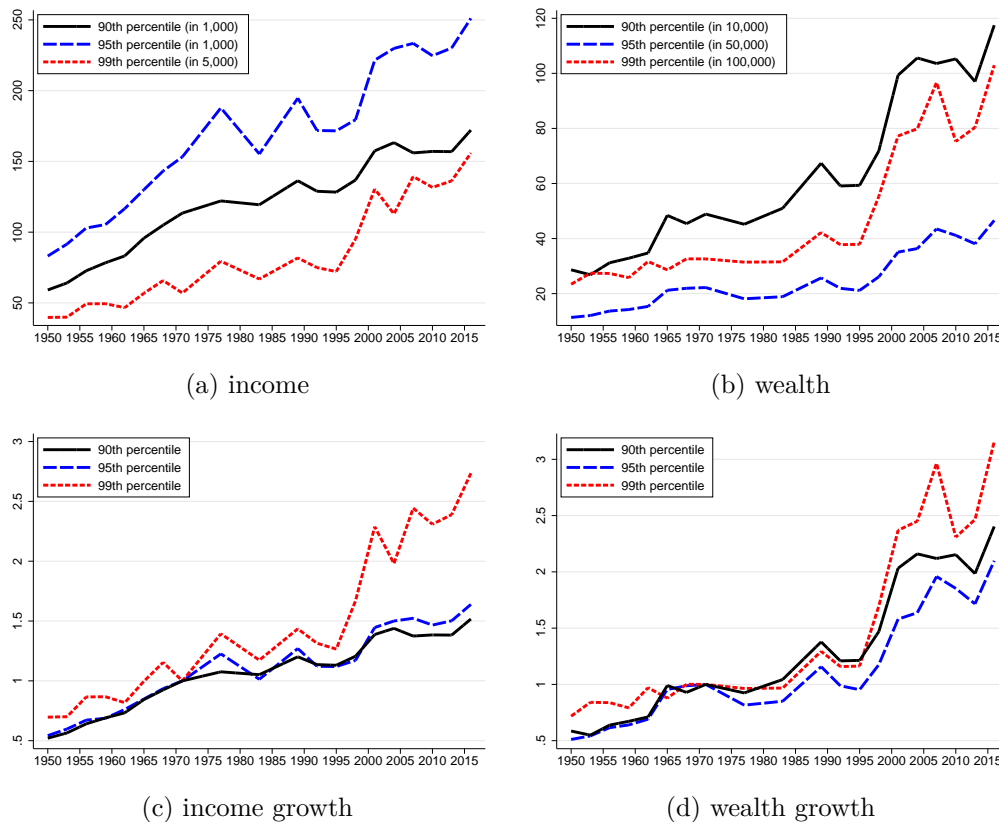 90th percentile (in 1,000)
95th percentile (in 1,000)
99th percentile (in 5,000)
250
200
150
100
50
1950 1955 1960 1965 1970 1975 1980 1985 1990 1995 2000 2005 2010 2015
(a) income
90th percentile (in 10,000)
95th percentile (in 50,000)
99th percentile (in 100,000)
120
100
80
60
40
20
1950 1955 1960 1965 1970 1975 1980 1985 1990 1995 2000 2005 2010 2015
(b) wealth
90th percentile
95th percentile
99th percentile
3
2.5
2
1.5
1
.5
1950 1955 1960 1965 1970 1975 1980 1985 1990 1995 2000 2005 2010 2015
(c) income growth
90th percentile
95th percentile
99th percentile
3
2.5
2
1.5
1
.5
1950 1955 1960 1965 1970 1975 1980 1985 1990 1995 2000 2005 2010 2015
(d) wealth growth